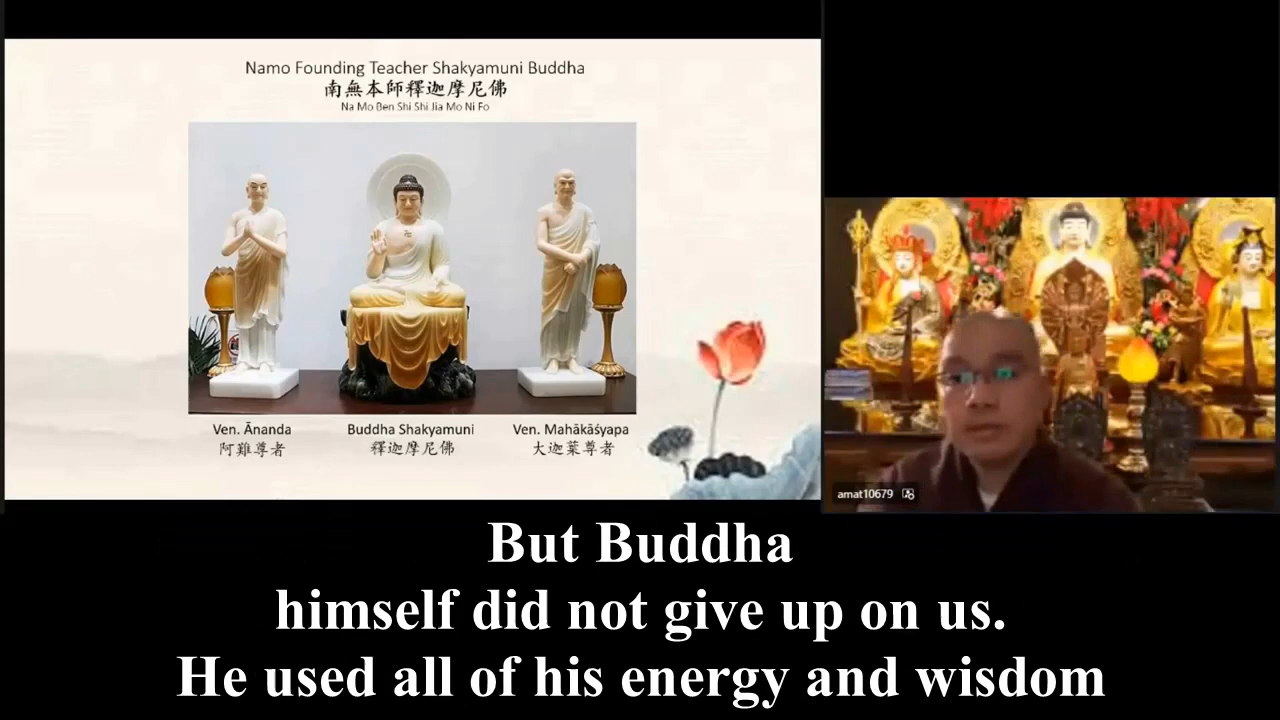 Namo Founding Teacher Shakyamuni Buddha
南無本師釋迦摩尼佛
Na Mo Ben Shi Shi Jia Mo Ni Fo
Ven. Ānanda
阿難尊者
Buddha Shakyamuni
釋迦摩尼佛
Ven. Mahākāśyapa
大迦葉尊者
amat10679
But Buddha
himself did not give up on us.
He used all of his energy and wisdom